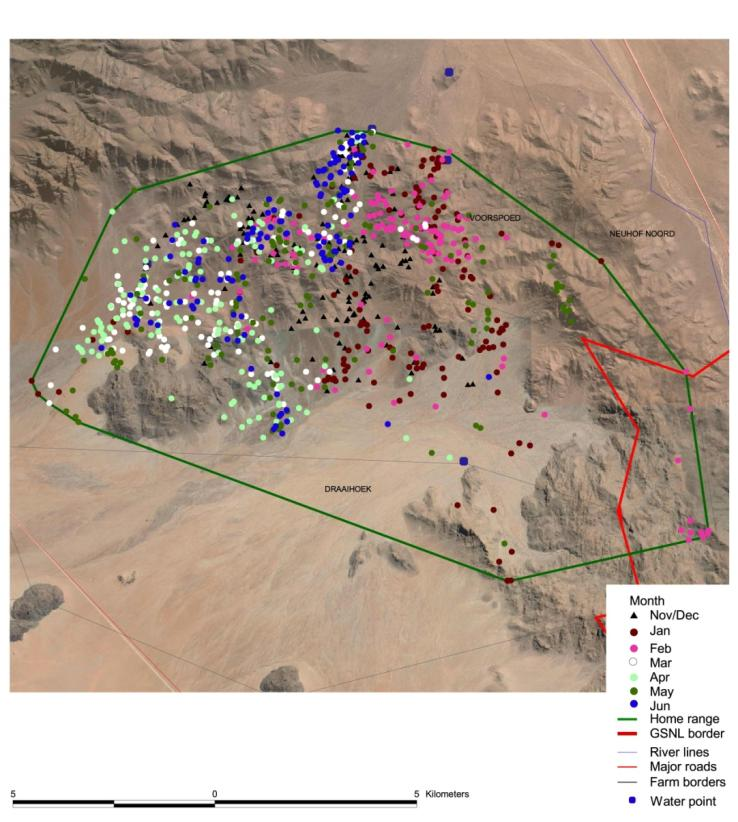 VOORSPOED
NEUHOF NOORD
DRAAIHOEK
Month
Nov/Dec
Jan
Feb
Mar
Apr
May
Jun
Home range
GSNL border
River lines
Major roads
Farm borders
Water point
5 0 5 Kilometers